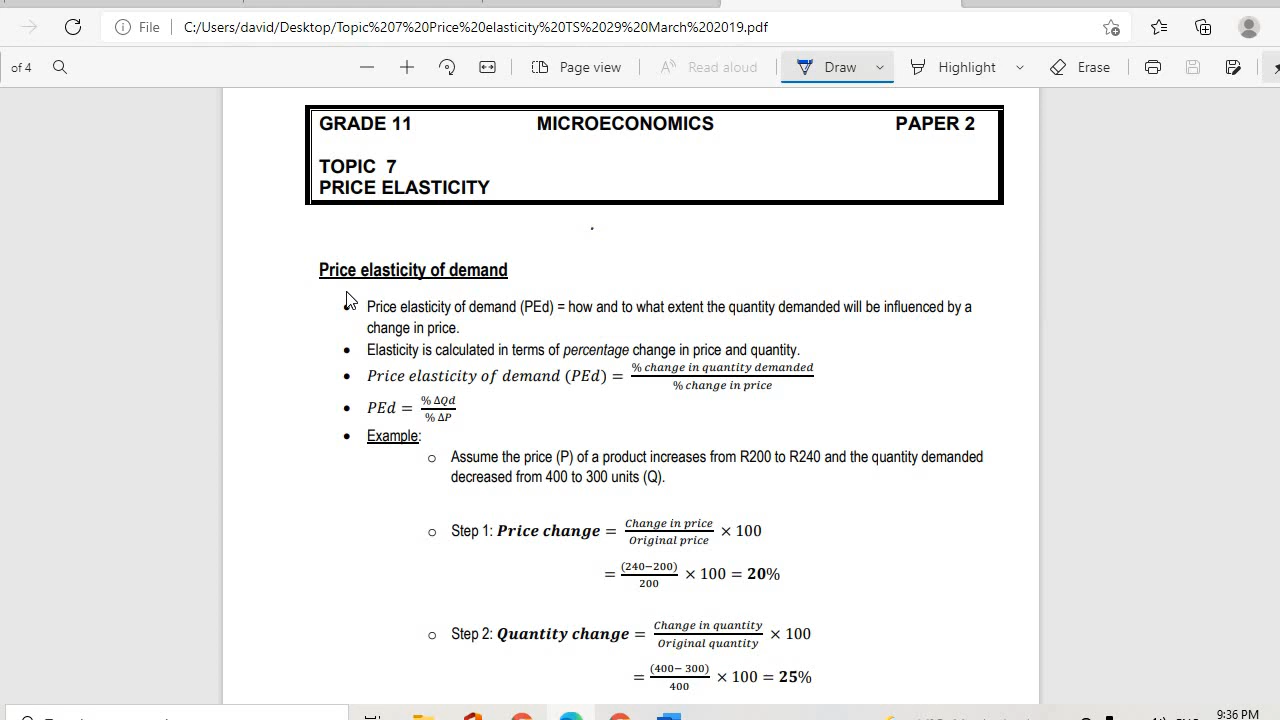 File C:/Users/david/Desktop/Topic%207%20Price%20elasticity%20TS%2029%20March%202019.pdf
of 4 Page view Read aloud Draw Highlight Erase
GRADE 11 MICROECONOMICS PAPER 2
TOPIC 7
PRICE ELASTICITY
Price elasticity of demand
• Price elasticity of demand (PEd) = how and to what extent the quantity demanded will be influenced by a
change in price.
• Elasticity is calculated in terms of percentage change in price and quantity.
• Price elasticity of demand (PEd) = % change in quantity demanded / % change in price
• PEd = % ΔQd / % ΔP
• Example:
o Assume the price (P) of a product increases from R200 to R240 and the quantity demanded
decreased from 400 to 300 units (Q).
o Step 1: Price change = Change in price / Original price × 100
= (240−200) / 200 × 100 = 20%
o Step 2: Quantity change = Change in quantity / Original quantity × 100
= (400− 300) / 400 × 100 = 25%
9:36 PM